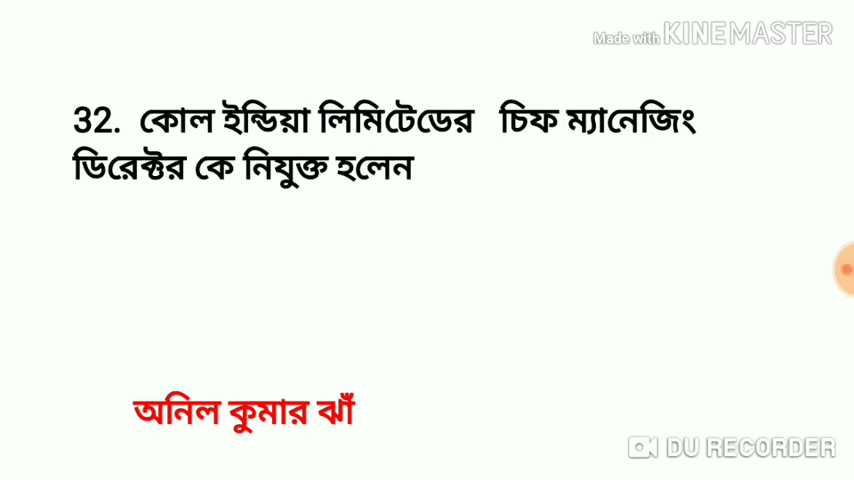 Made with KINEMASTER
32. কোল ইন্ডিয়া লিমিটেডের চিফ ম্যানেজিং
ডিরেক্টর কে নিযুক্ত হলেন
অনিল কুমার ঝাঁ
DU RECORDER